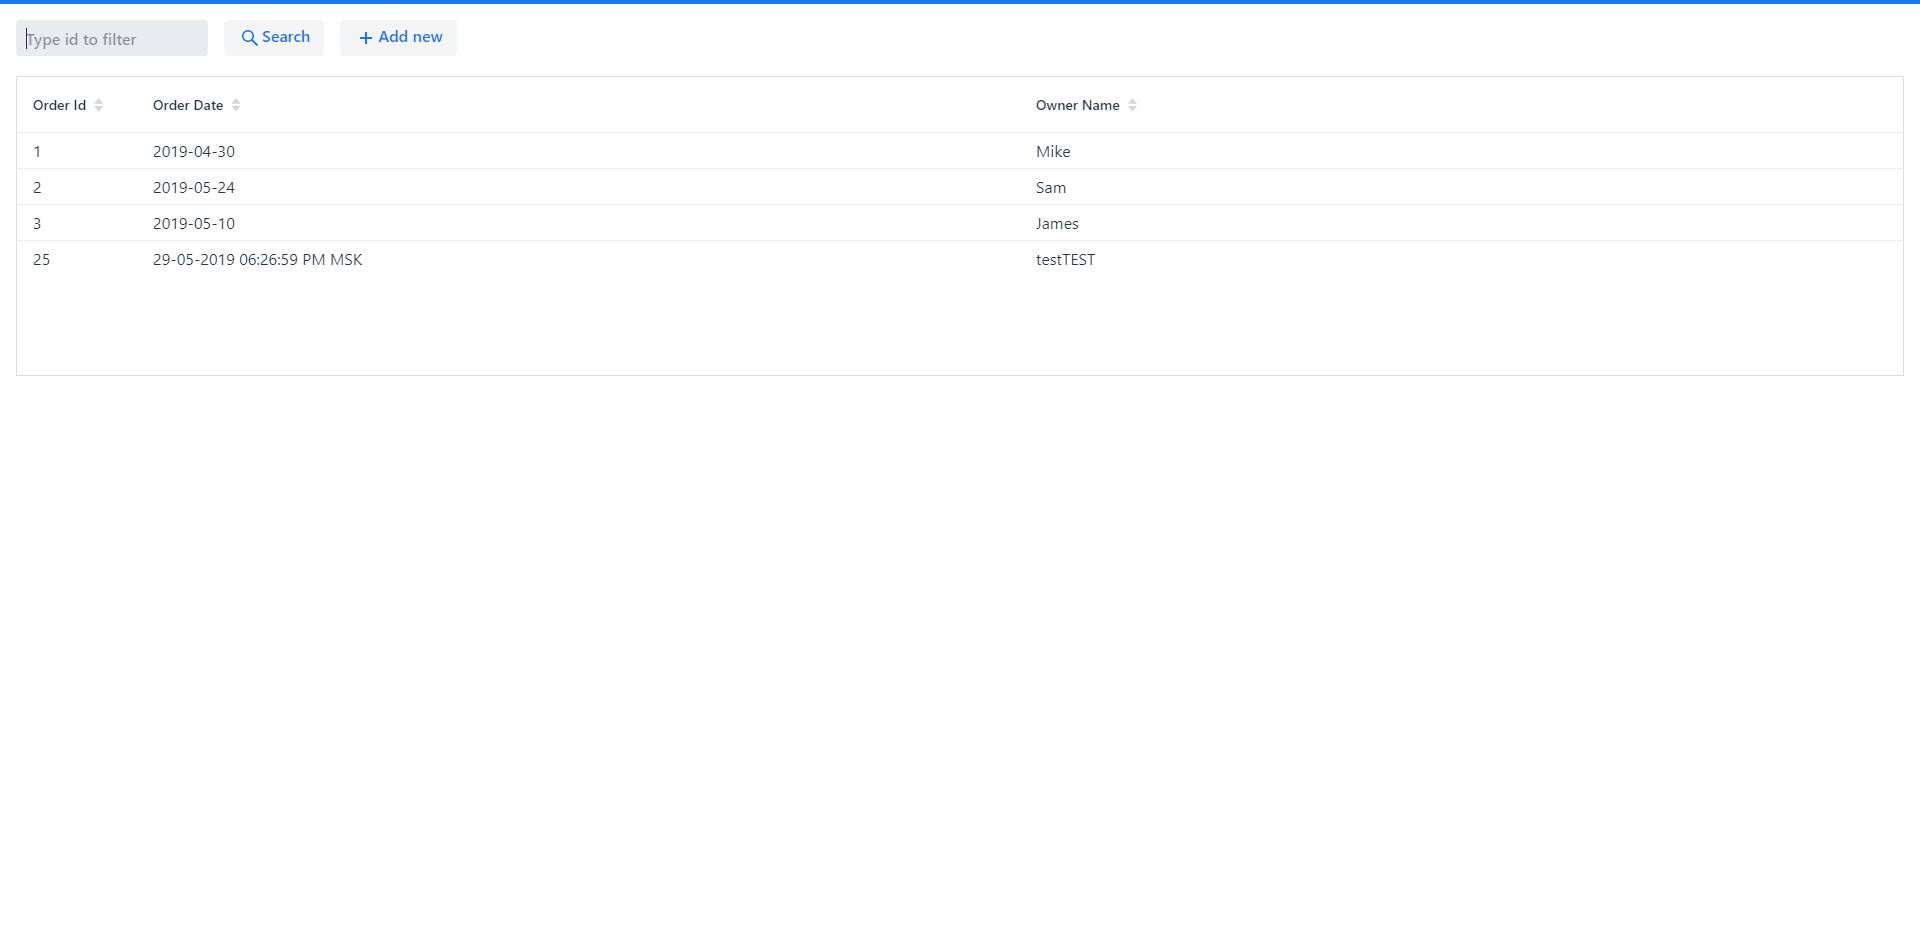 Type id to filter Search + Add new
Order Id Order Date Owner Name
1 2019-04-30 Mike
2 2019-05-24 Sam
3 2019-05-10 James
25 29-05-2019 06:26:59 PM MSK testTEST